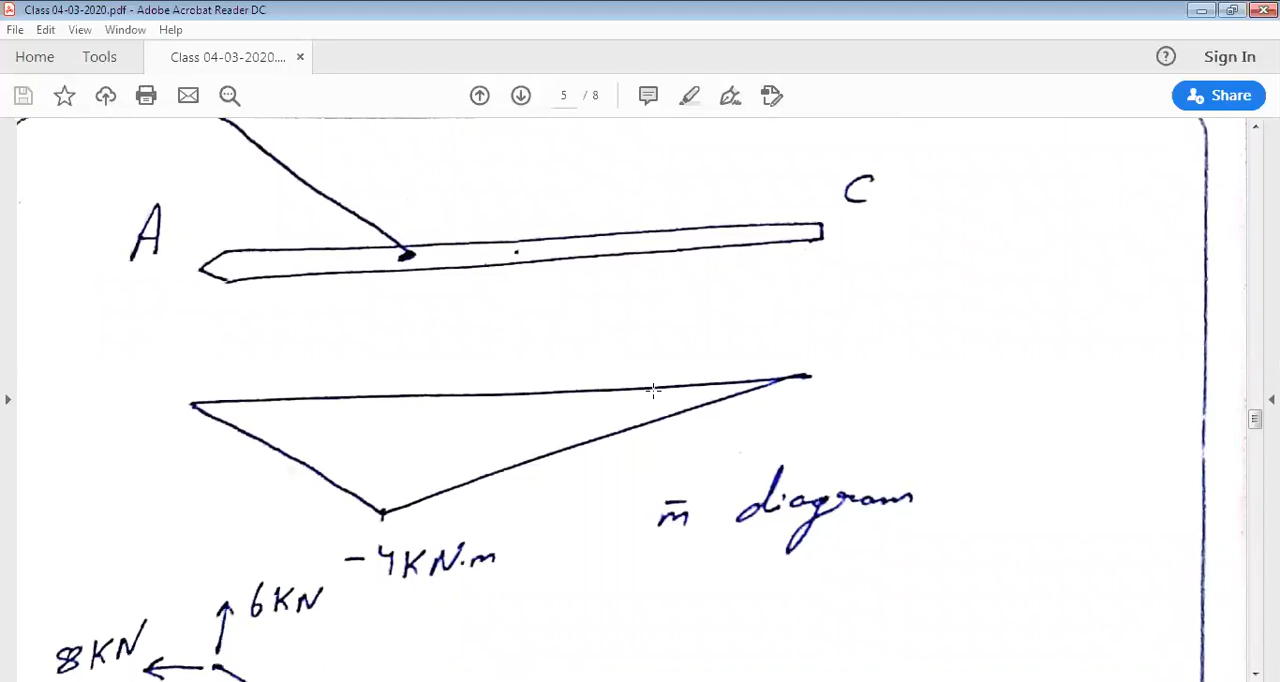 Class 04-03-2020.pdf - Adobe Acrobat Reader DC
File Edit View Window Help
Home Tools Class 04-03-2020.... × Sign In
5 / 8 Share
C
A
m̄ diagram
-4KN.m
6KN
8KN